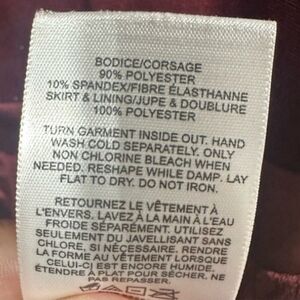 BODICE/CORSAGE
90% POLYESTER
10% SPANDEX/FIBRE ÉLASTHANNE
SKIRT & LINING/JUPE & DOUBLURE
100% POLYESTER
TURN GARMENT INSIDE OUT. HAND
WASH COLD SEPARATELY. ONLY
NON CHLORINE BLEACH WHEN
NEEDED. RESHAPE WHILE DAMP. LAY
FLAT TO DRY. DO NOT IRON.
RETOURNEZ LE VÊTEMENT À
L'ENVERS. LAVEZ À LA MAIN À L'EAU
FROIDE SÉPARÉMENT. UTILISEZ
SEULEMENT DU JAVELLISANT SANS
CHLORE, SI NÉCESSAIRE. RENDRE
LA FORME AU VÊTEMENT LORSQUE
CELUI-CI EST ENCORE HUMIDE.
ÉTENDRE À PLAT POUR SÉCHER. NE
PAS REPASSER.